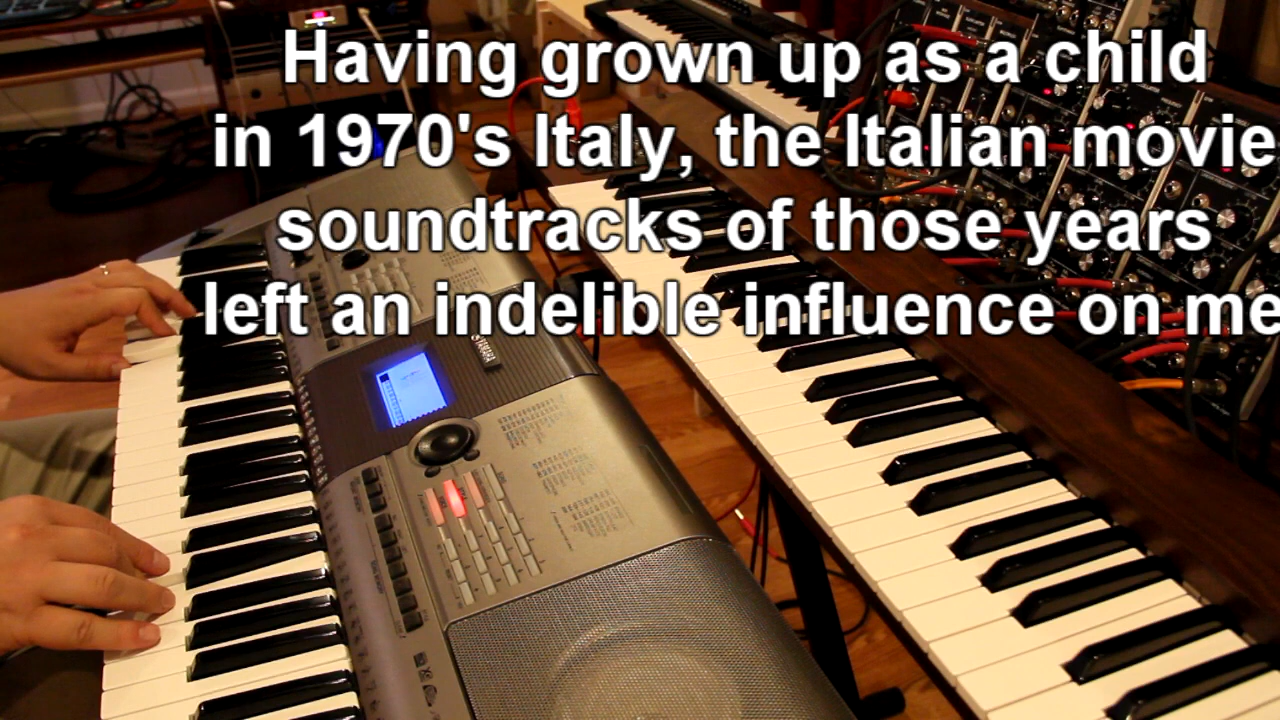 Having grown up as a child
in 1970's Italy, the Italian movie
soundtracks of those years
left an indelible influence on me
YAMAHA